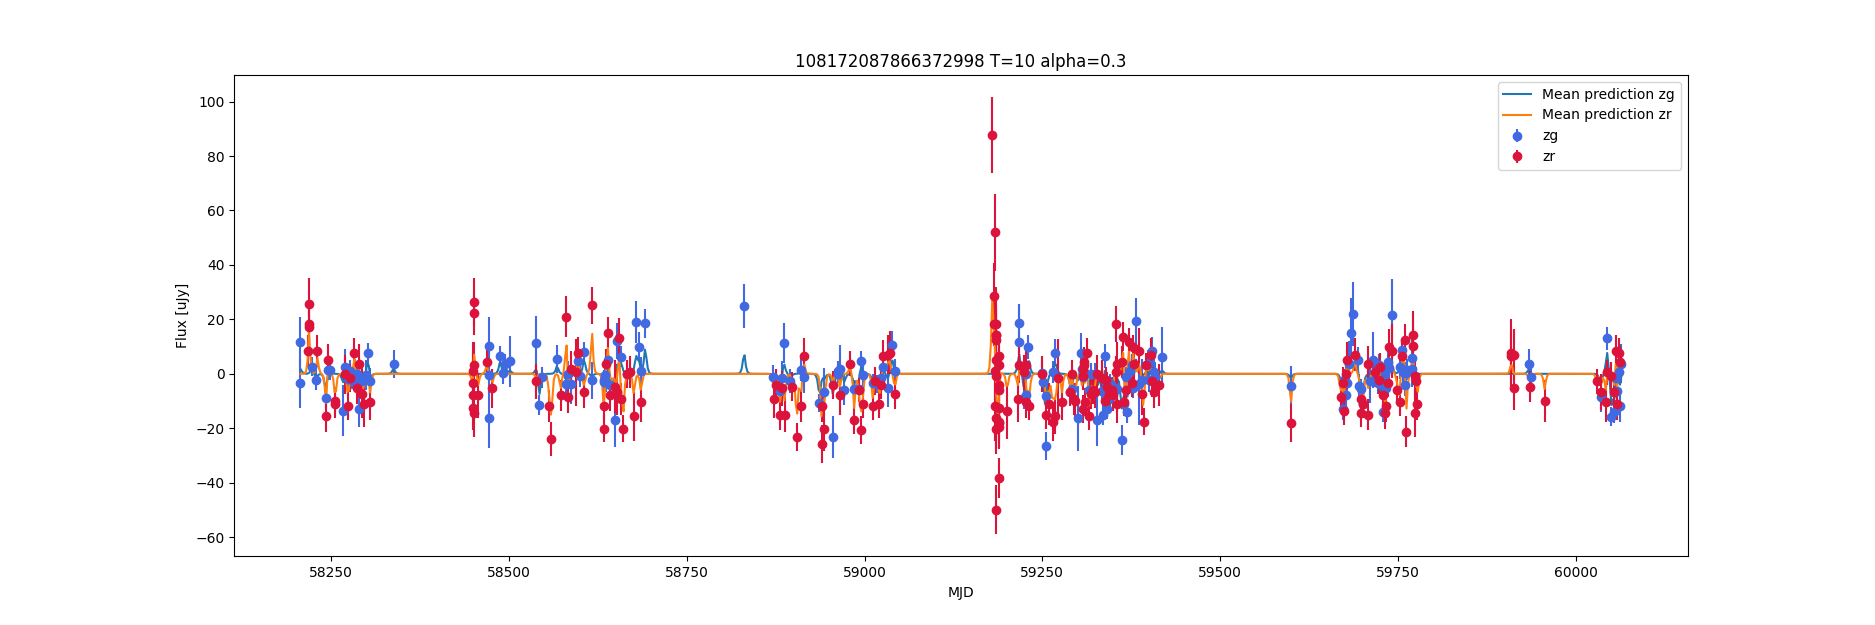 108172087866372998 T=10 alpha=0.3
Flux [uJy]
100
80
60
40
20
0
−20
−40
−60
Mean prediction zg
Mean prediction zr
zg
zr
58250 58500 58750 59000 59250 59500 59750 60000
MJD